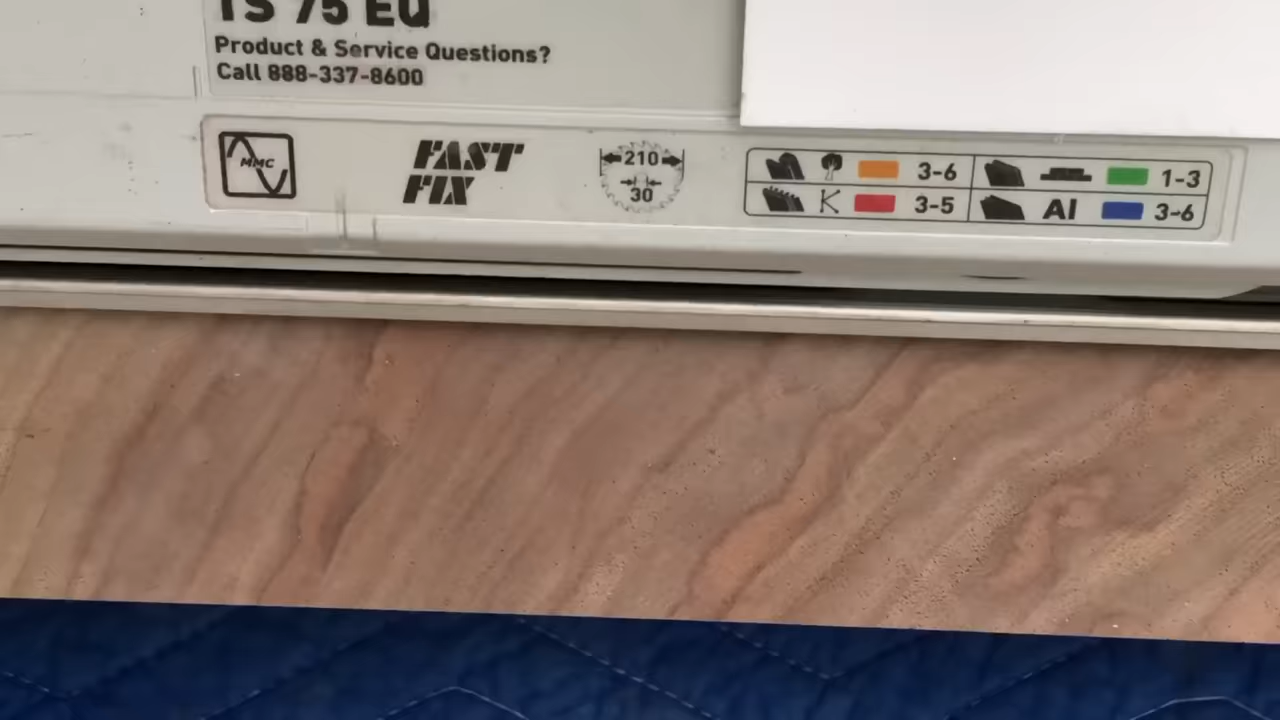 TS 75 EQ
Product & Service Questions?
Call 888-337-8600
MMC
FAST
FIX
210
30
3-6
1-3
K
3-5
Al
3-6